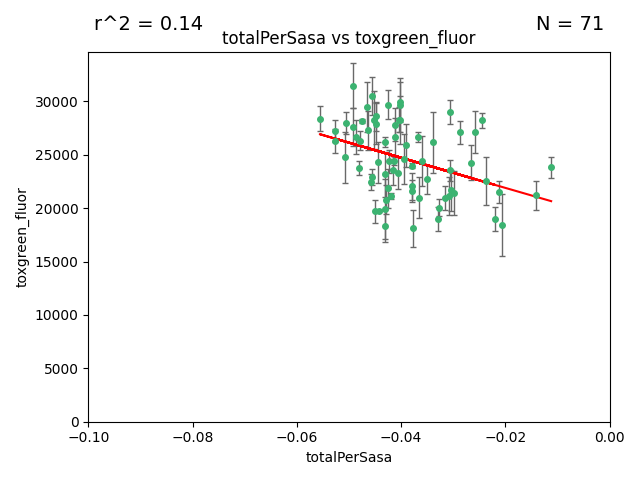 r^2 = 0.14
N = 71
totalPerSasa vs toxgreen_fluor
toxgreen_fluor
30000
25000
20000
15000
10000
5000
0
−0.10
−0.08
−0.06
−0.04
−0.02
0.00
totalPerSasa